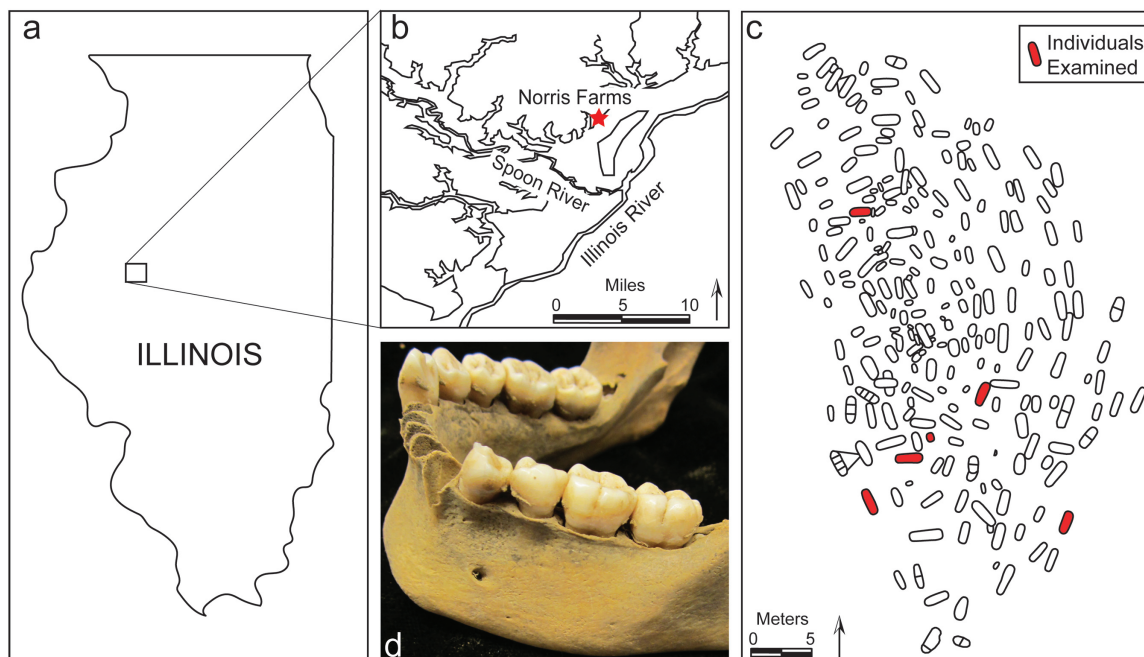 a
ILLINOIS
b
Norris Farms
Spoon River
Illinois River
Miles
0 5 10
c
Individuals
Examined
Meters
0 5
d